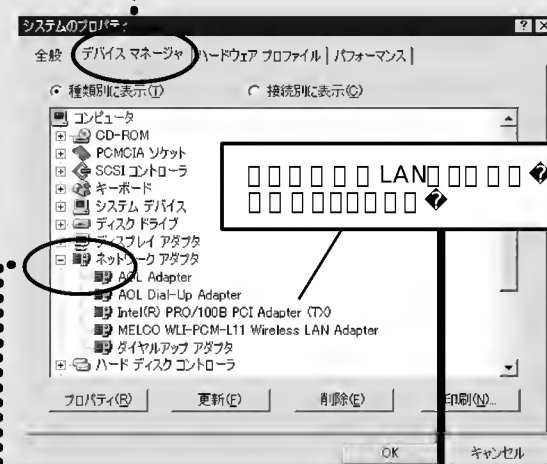 システムのプロパティ
全般 デバイス マネージャ ハードウェア プロファイル パフォーマンス
種類別に表示(T) 接続別に表示(C)
コンピュータ
CD-ROM
PCMCIA ソケット
SCSI コントローラ
キーボード
システム デバイス
ディスク ドライブ
ディスプレイ アダプタ
ネットワーク アダプタ
AOL Adapter
AOL Dial-Up Adapter
Intel(R) PRO/100B PCI Adapter (TX)
MELCO WLI-PCM-L11 Wireless LAN Adapter
ダイヤルアップ アダプタ
ハード ディスク コントローラ
LAN
プロパティ(R) 更新(F) 削除(E) 印刷(N)...
OK キャンセル